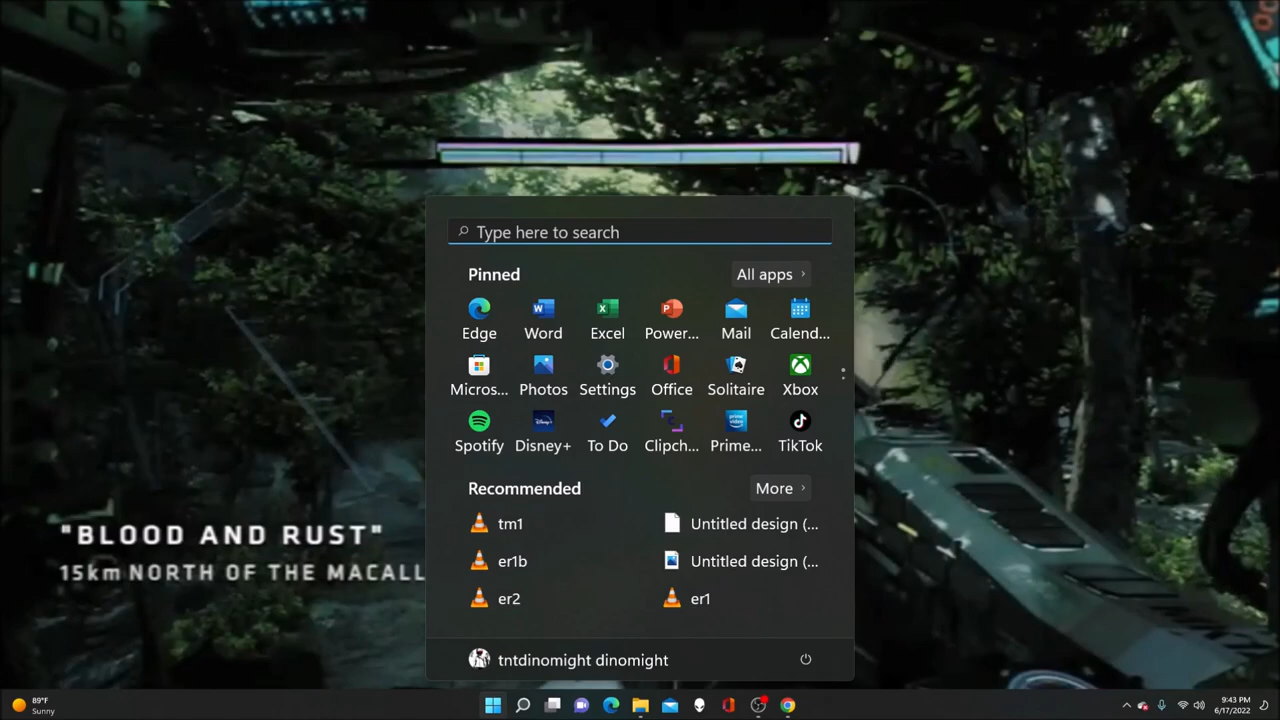 Type here to search
Pinned
All apps
Edge
Word
Excel
Power...
Mail
Calend...
Micros...
Photos
Settings
Office
Solitaire
Xbox
Spotify
Disney+
To Do
Clipch...
Prime...
TikTok
Recommended
More
tm1
Untitled design (...
er1b
Untitled design (...
er2
er1
tntdinomight dinomight
"BLOOD AND RUST"
15km NORTH OF THE MACALL
89°F
Sunny
9:43 PM
6/17/2022